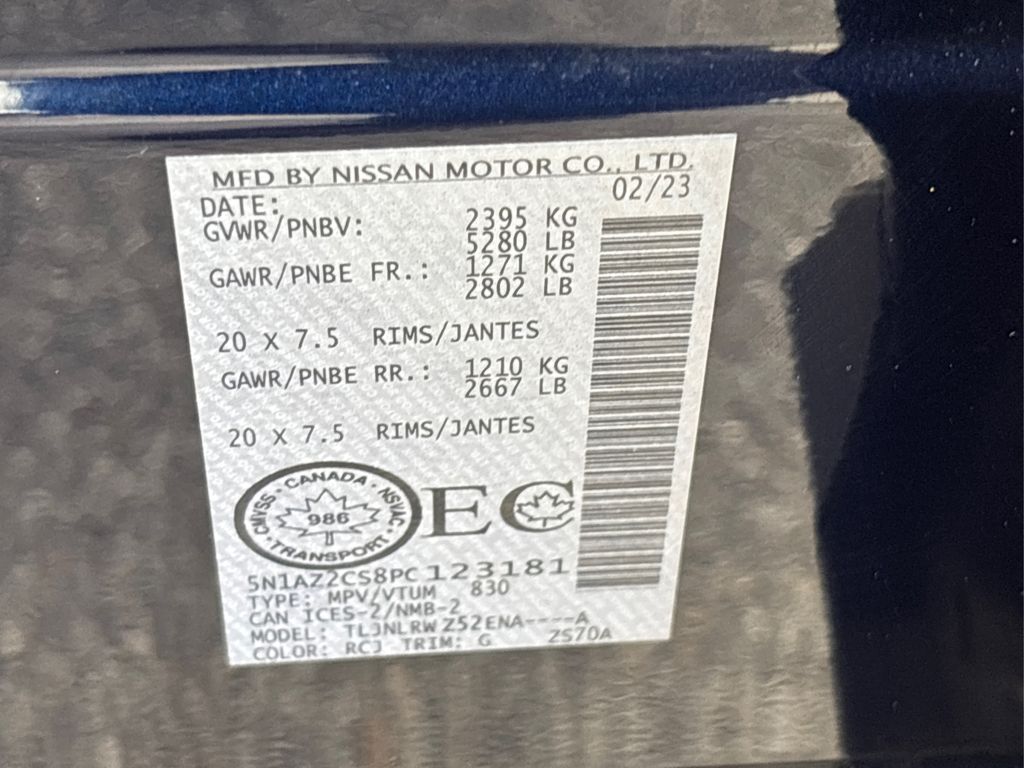 MFD BY NISSAN MOTOR CO., LTD.
DATE: 02/23
GVWR/PNBV: 2395 KG
5280 LB
GAWR/PNBE FR.: 1271 KG
2802 LB
20 X 7.5 RIMS/JANTES
GAWR/PNBE RR.: 1210 KG
2667 LB
20 X 7.5 RIMS/JANTES
CANADA · NSVAC · TRANSPORT · CMVSS ·
986
EC
5N1AZ2CS8PC123181
TYPE: MPV/VTUM 830
CAN ICES-2/NMB-2
MODEL: TLJNLRW Z52ENA----A
COLOR: RCJ TRIM: G ZS70A